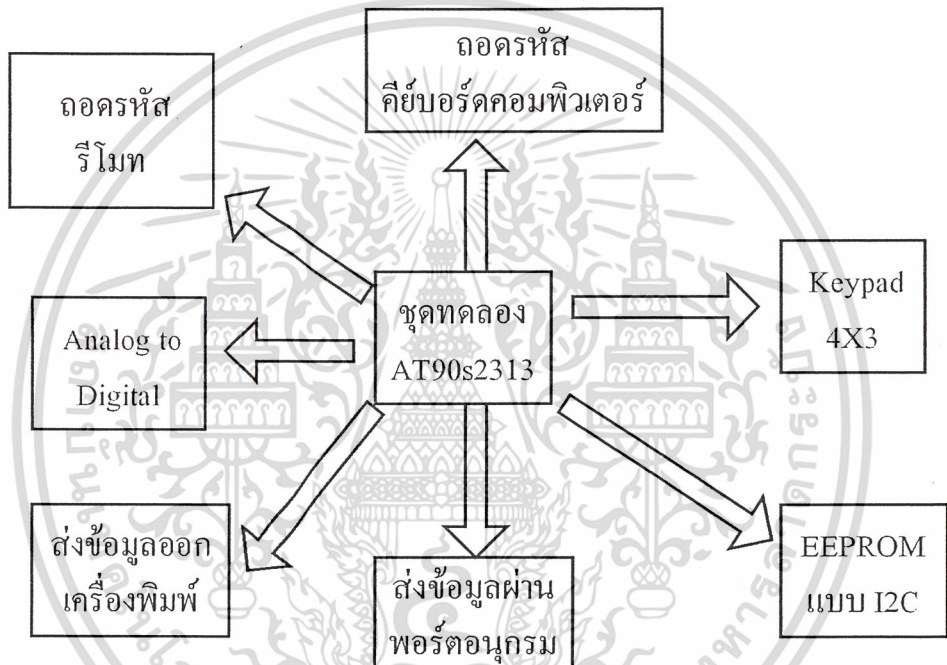 ถอดรหัส
คีย์บอร์ดคอมพิวเตอร์
ถอดรหัส
รีโมท
ชุดทดลอง
AT90s2313
Keypad
4X3
Analog to
Digital
ส่งข้อมูลออก
เครื่องพิมพ์
ส่งข้อมูลผ่าน
พอร์ตอนุกรม
EEPROM
แบบ I2C